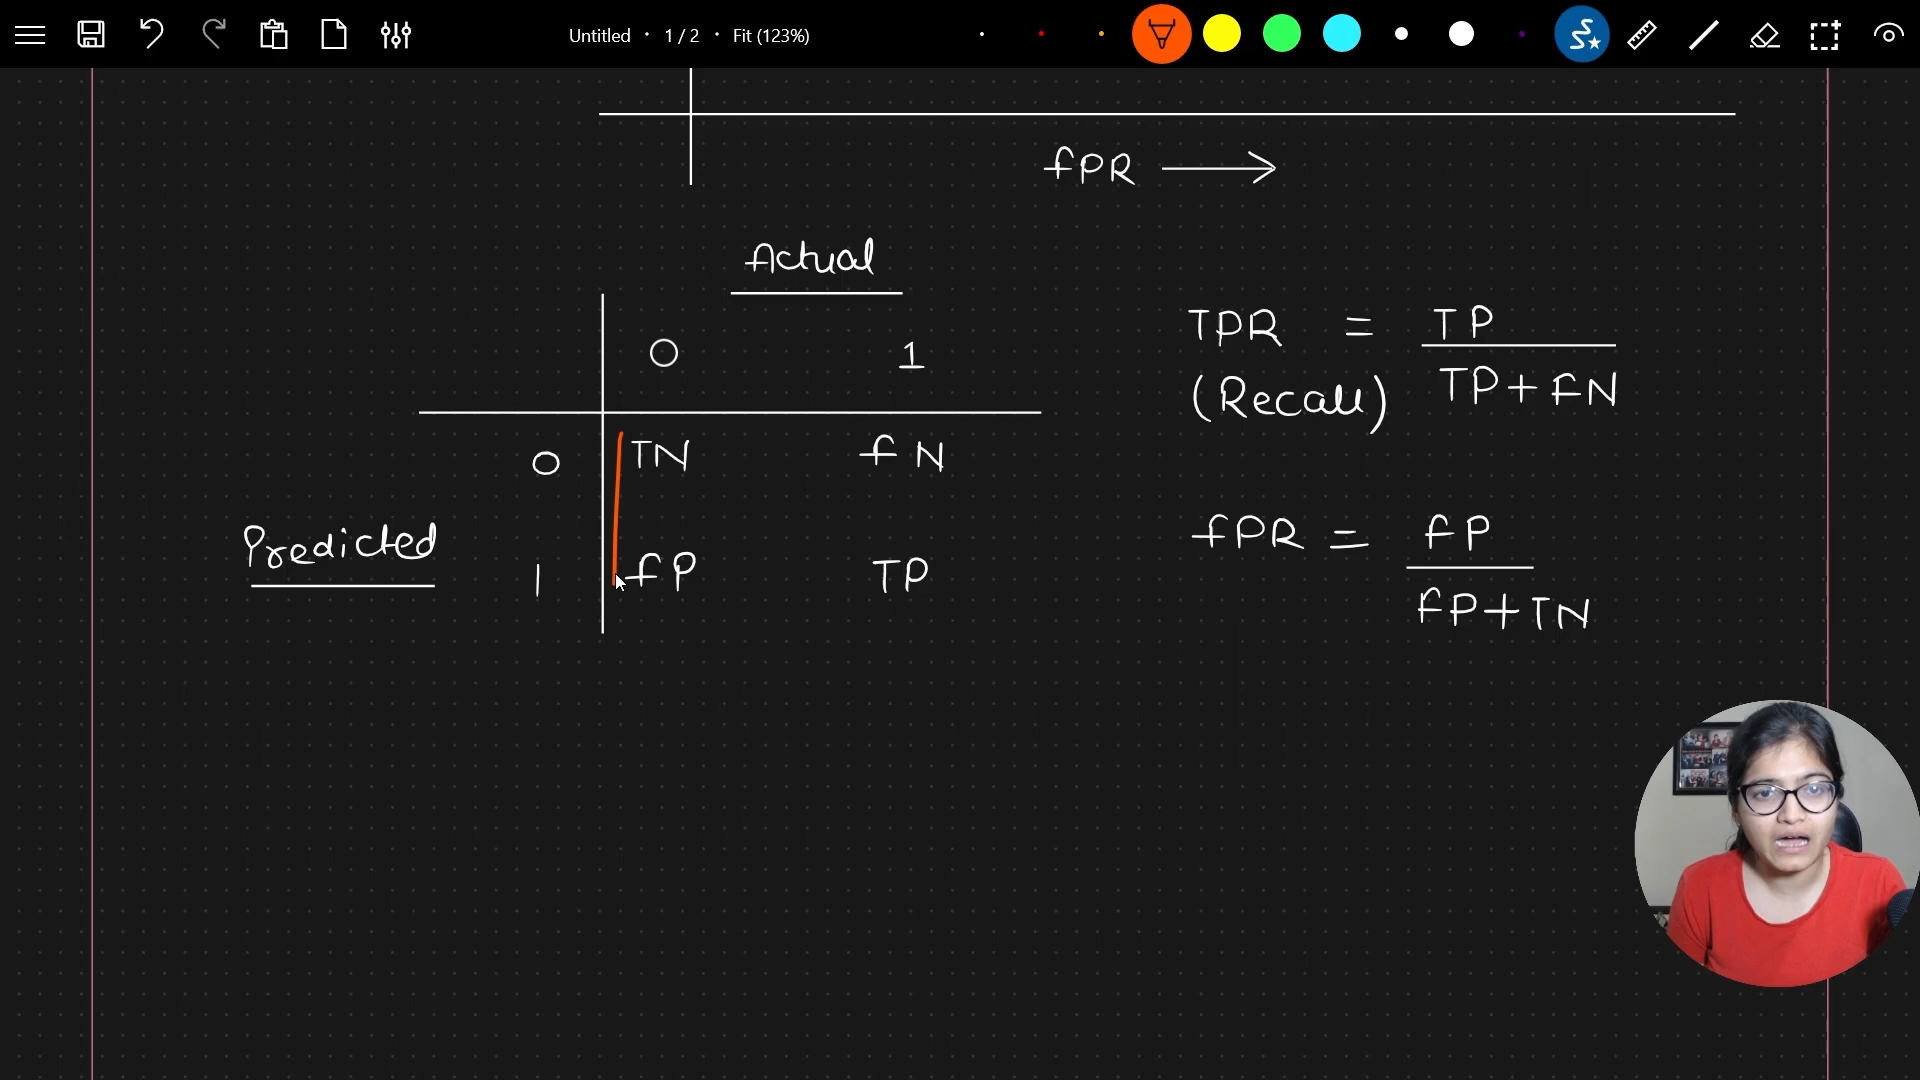 Untitled • 1 / 2 • Fit (123%)
fPR
Actual
0 1
0 TN fN
Predicted 1 fP TP
TPR = TP
(Recall) TP + fN
fPR = fP
fP + TN